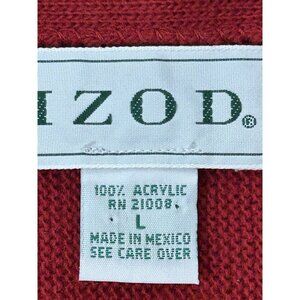 IZOD®
100% ACRYLIC
RN 21008
L
MADE IN MEXICO
SEE CARE OVER